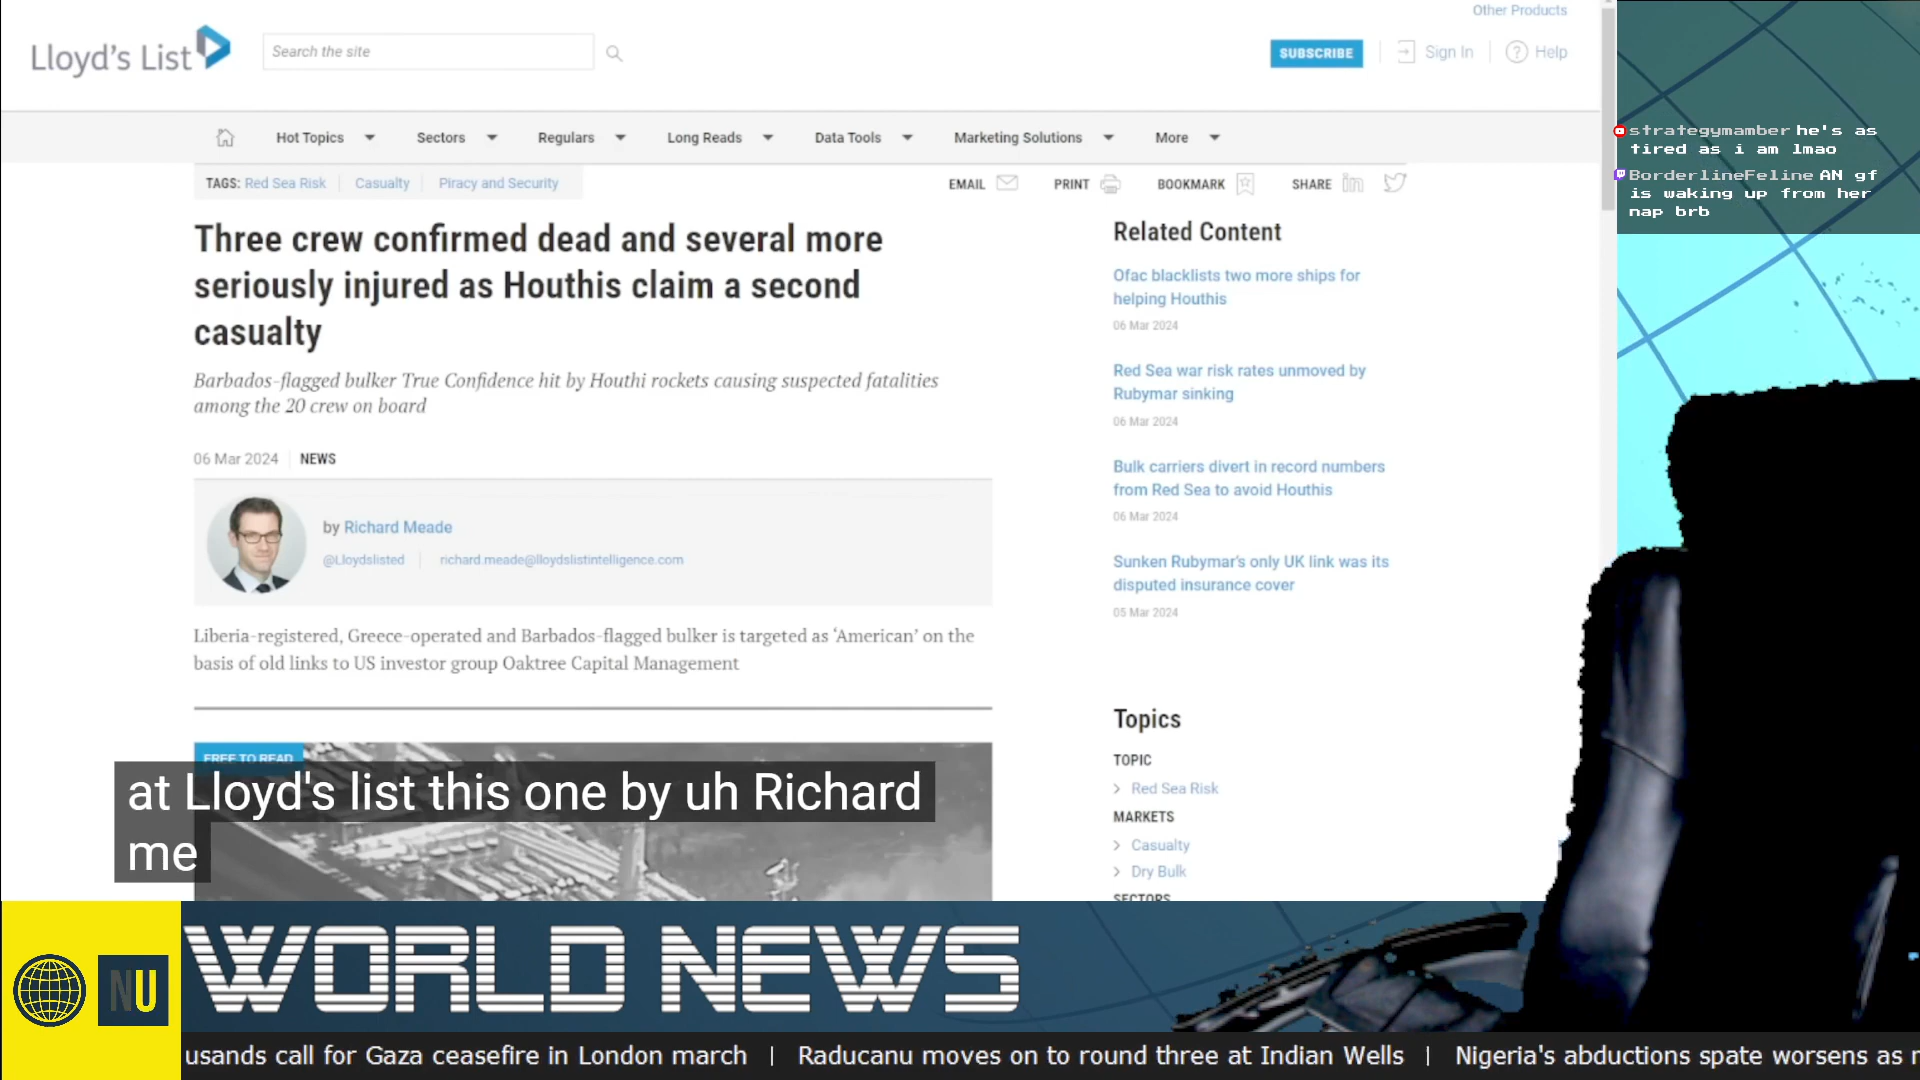 Other Products
Lloyd's List
Search the site
SUBSCRIBE
Sign In
? Help
Hot Topics
Sectors
Regulars
Long Reads
Data Tools
Marketing Solutions
More
TAGS: Red Sea Risk
Casualty
Piracy and Security
EMAIL
PRINT
BOOKMARK
SHARE
Three crew confirmed dead and several more
seriously injured as Houthis claim a second
casualty
Barbados-flagged bulker True Confidence hit by Houthi rockets causing suspected fatalities
among the 20 crew on board
06 Mar 2024
NEWS
by Richard Meade
@Lloydslisted
richard.meade@lloydslistintelligence.com
Liberia-registered, Greece-operated and Barbados-flagged bulker is targeted as ‘American’ on the
basis of old links to US investor group Oaktree Capital Management
FREE TO READ
Related Content
Ofac blacklists two more ships for
helping Houthis
06 Mar 2024
Red Sea war risk rates unmoved by
Rubymar sinking
06 Mar 2024
Bulk carriers divert in record numbers
from Red Sea to avoid Houthis
06 Mar 2024
Sunken Rubymar's only UK link was its
disputed insurance cover
05 Mar 2024
Topics
TOPIC
Red Sea Risk
MARKETS
Casualty
Dry Bulk
SECTORS
strategymamber he's as
tired as i am lmao
BorderlineFeline AN gf
is waking up from her
nap brb
at Lloyd's list this one by uh Richard
me
NU
WORLD NEWS
usands call for Gaza ceasefire in London march | Raducanu moves on to round three at Indian Wells | Nigeria's abductions spate worsens as